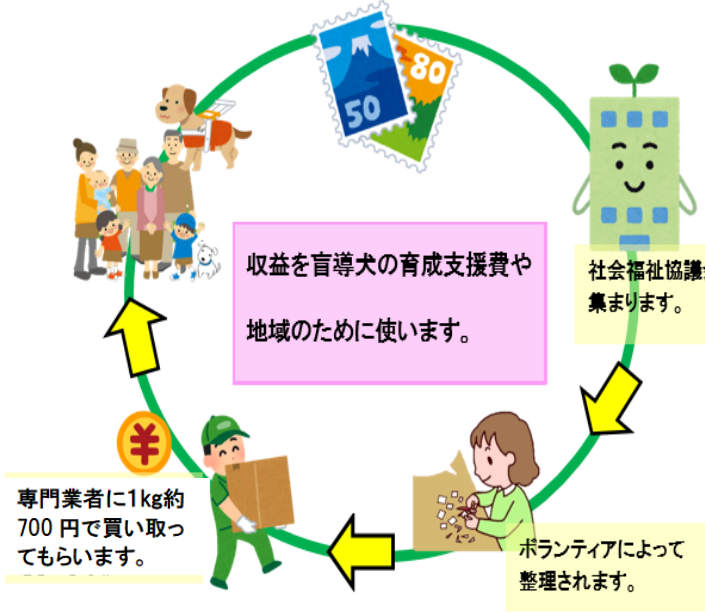 50
80
収益を盲導犬の育成支援費や
地域のために使います。
社会福祉協議
集まります。
ボランティアによって
整理されます。
¥
専門業者に1kg約
700 円で買い取っ
てもらいます。